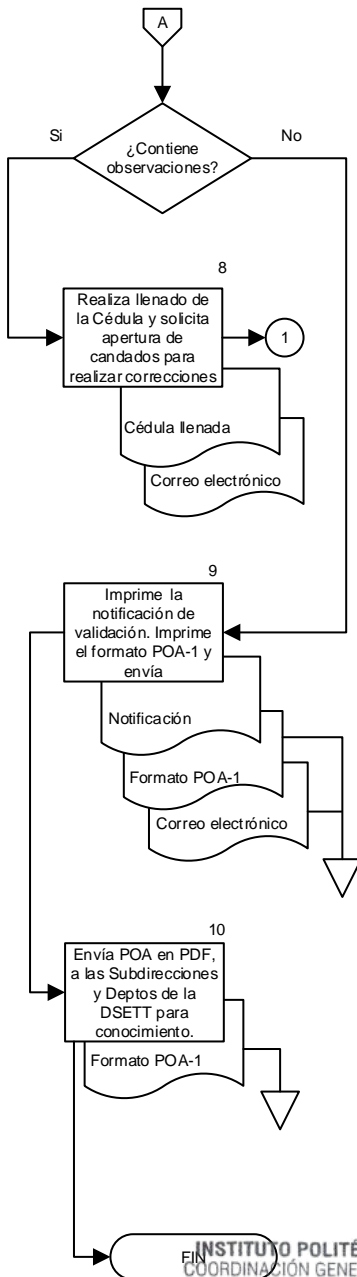 A
¿Contiene
observaciones?
Si
No
8
Realiza llenado de
la Cédula y solicita
apertura de
candados para
realizar correcciones
1
Cédula llenada
Correo electrónico
9
Imprime la
notificación de
validación. Imprime
el formato POA-1 y
envía
Notificación
Formato POA-1
Correo electrónico
10
Envía POA en PDF,
a las Subdirecciones
y Deptos de la
DSETT para
conocimiento.
Formato POA-1
FIN
INSTITUTO POLITÉ
COORDINACIÓN GENE